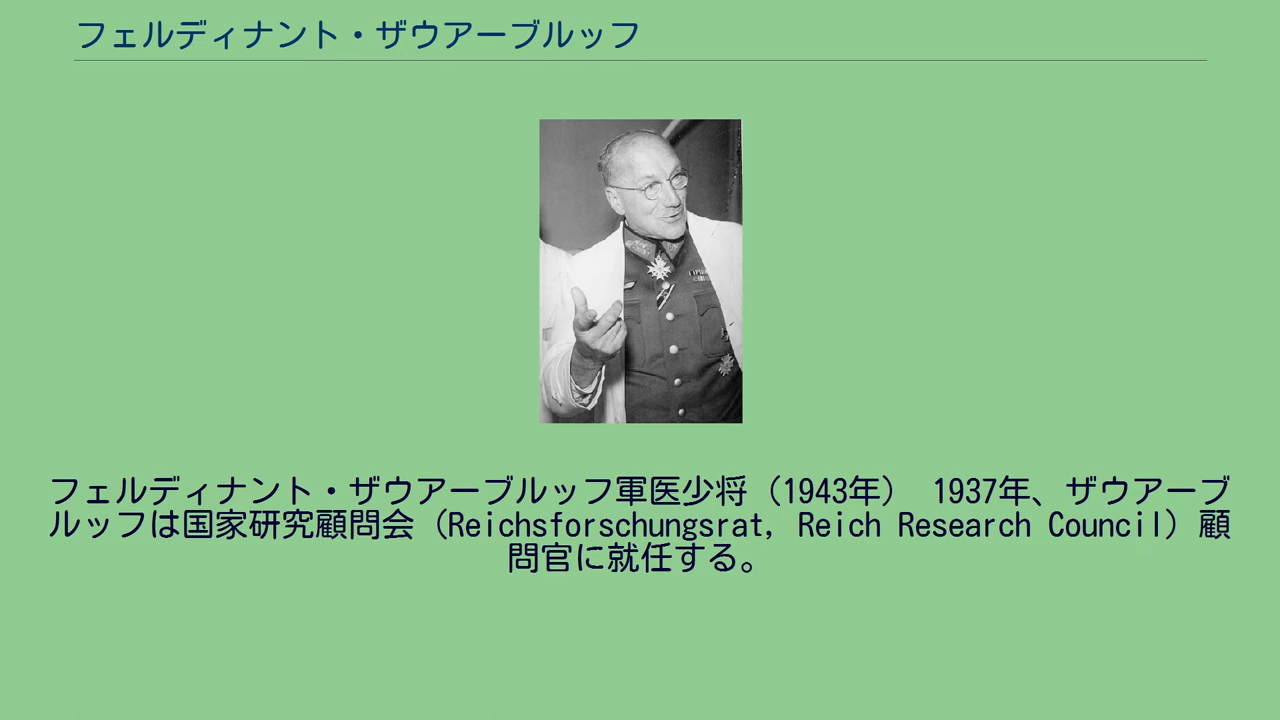 フェルディナント・ザウアーブルッフ
フェルディナント・ザウアーブルッフ軍医少将（1943年） 1937年、ザウアーブ
ルッフは国家研究顧問会（Reichsforschungsrat, Reich Research Council）顧
問官に就任する。